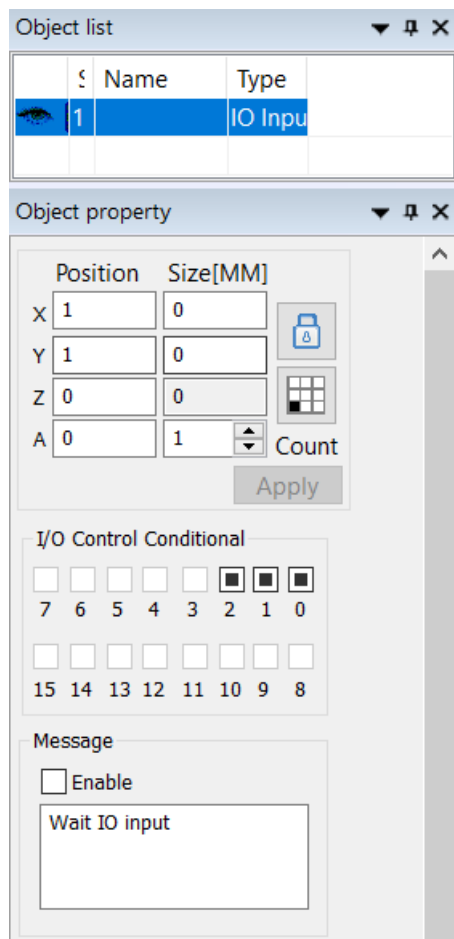 Object list
Name Type
1 IO Inpu
Object property
Position Size[MM]
X 1 0
Y 1 0
Z 0 0
A 0 1 Count
Apply
I/O Control Conditional
7 6 5 4 3 2 1 0
15 14 13 12 11 10 9 8
Message
Enable
Wait IO input